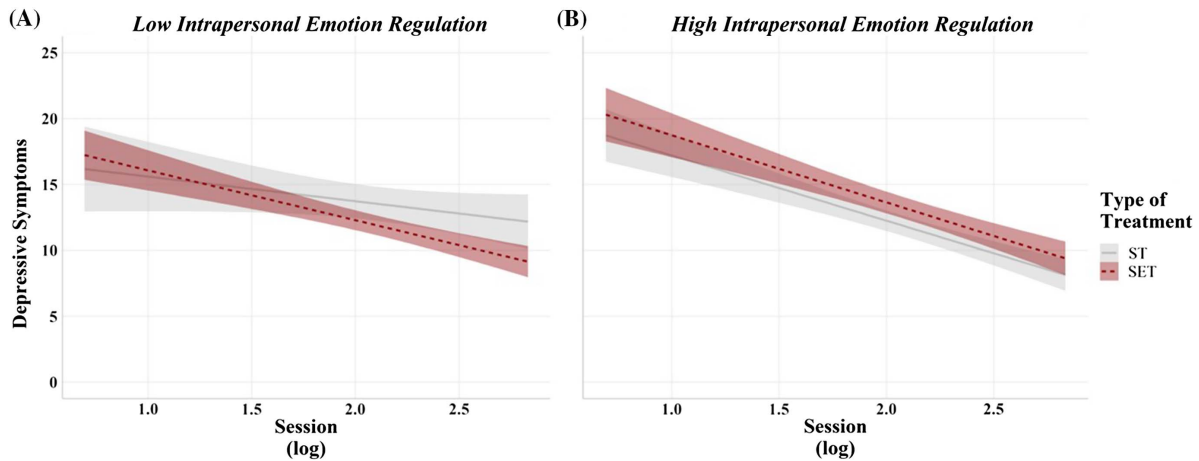 (A)
Low Intrapersonal Emotion Regulation
(B)
High Intrapersonal Emotion Regulation
Depressive Symptoms
25
20
15
10
5
0
1.0
1.5
2.0
2.5
Session
(log)
1.0
1.5
2.0
2.5
Session
(log)
Type of
Treatment
ST
SET